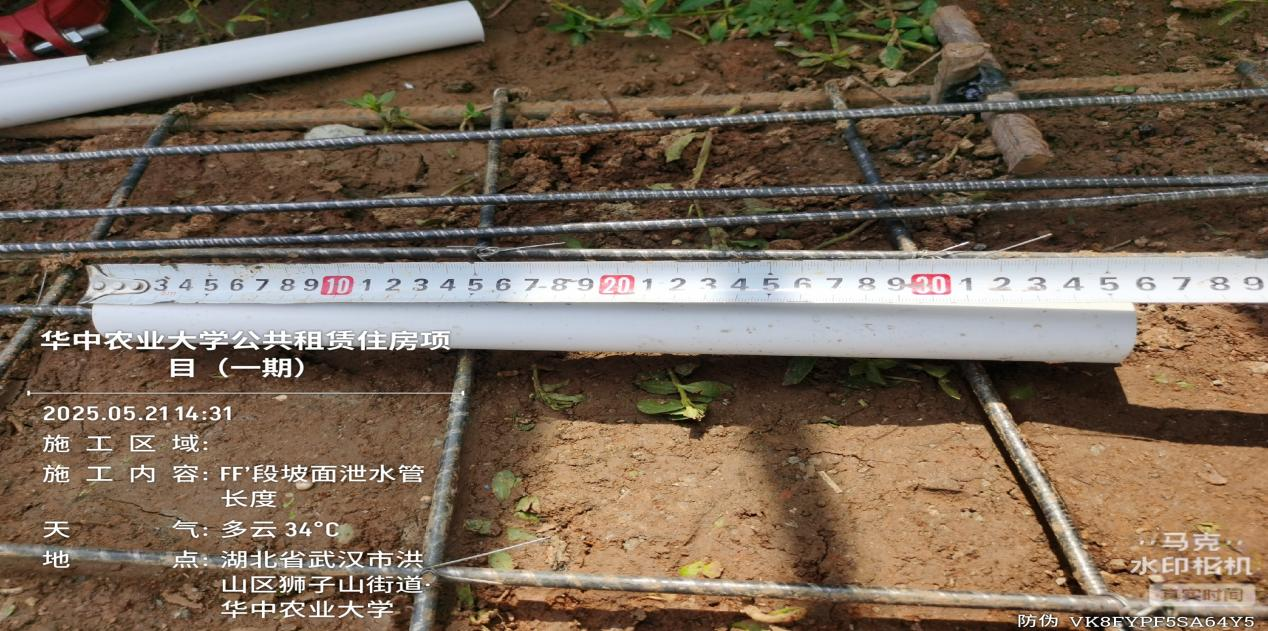 3 4 5 6 7 8 9 10 1 2 3 4 5 6 7 8 9 20 1 2 3 4 5 6 7 8 9 30 1 2 3 4 5 6 7 8 9
华中农业大学公共租赁住房项
目（一期）
2025.05.21 14:31
施工区域:
施工内容: FF'段坡面泄水管
长度
天气: 多云 34°C
地点: 湖北省武汉市洪
山区狮子山街道·
华中农业大学
马克
水印相机
真实时间
防伪 VK8FYPF5SA64Y5